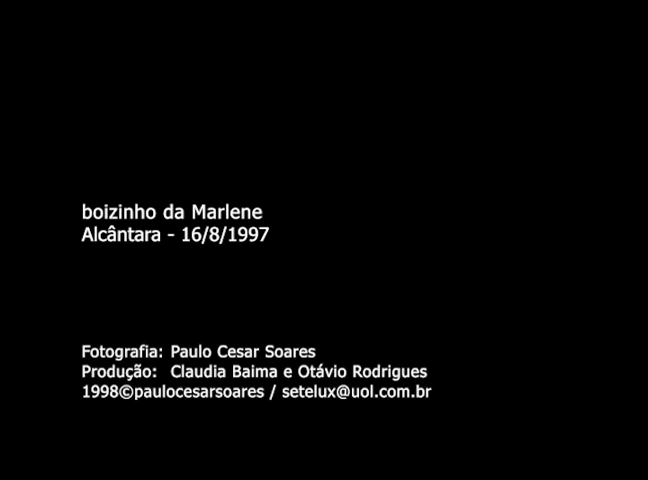 boizinho da Marlene
Alcântara - 16/8/1997
Fotografia: Paulo Cesar Soares
Produção: Claudia Baima e Otávio Rodrigues
1998©paulocesarsoares / setelux@uol.com.br